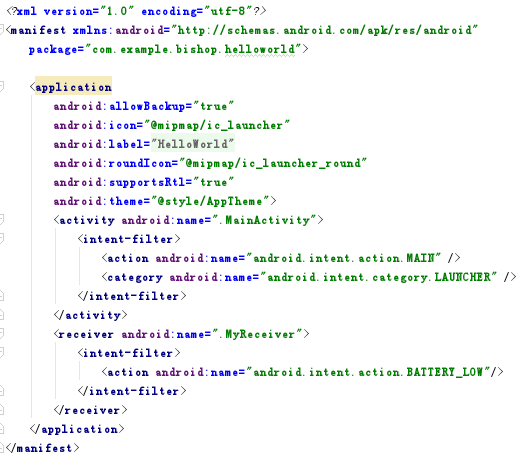 <?xml version="1.0" encoding="utf-8"?>
<manifest xmlns:android="http://schemas.android.com/apk/res/android"
    package="com.example.bishop.helloworld">

    <application
        android:allowBackup="true"
        android:icon="@mipmap/ic_launcher"
        android:label="HelloWorld"
        android:roundIcon="@mipmap/ic_launcher_round"
        android:supportsRtl="true"
        android:theme="@style/AppTheme">
        <activity android:name=".MainActivity">
            <intent-filter>
                <action android:name="android.intent.action.MAIN" />
                <category android:name="android.intent.category.LAUNCHER" />
            </intent-filter>
        </activity>
        <receiver android:name=".MyReceiver">
            <intent-filter>
                <action android:name="android.intent.action.BATTERY_LOW"/>
            </intent-filter>
        </receiver>
    </application>
</manifest>